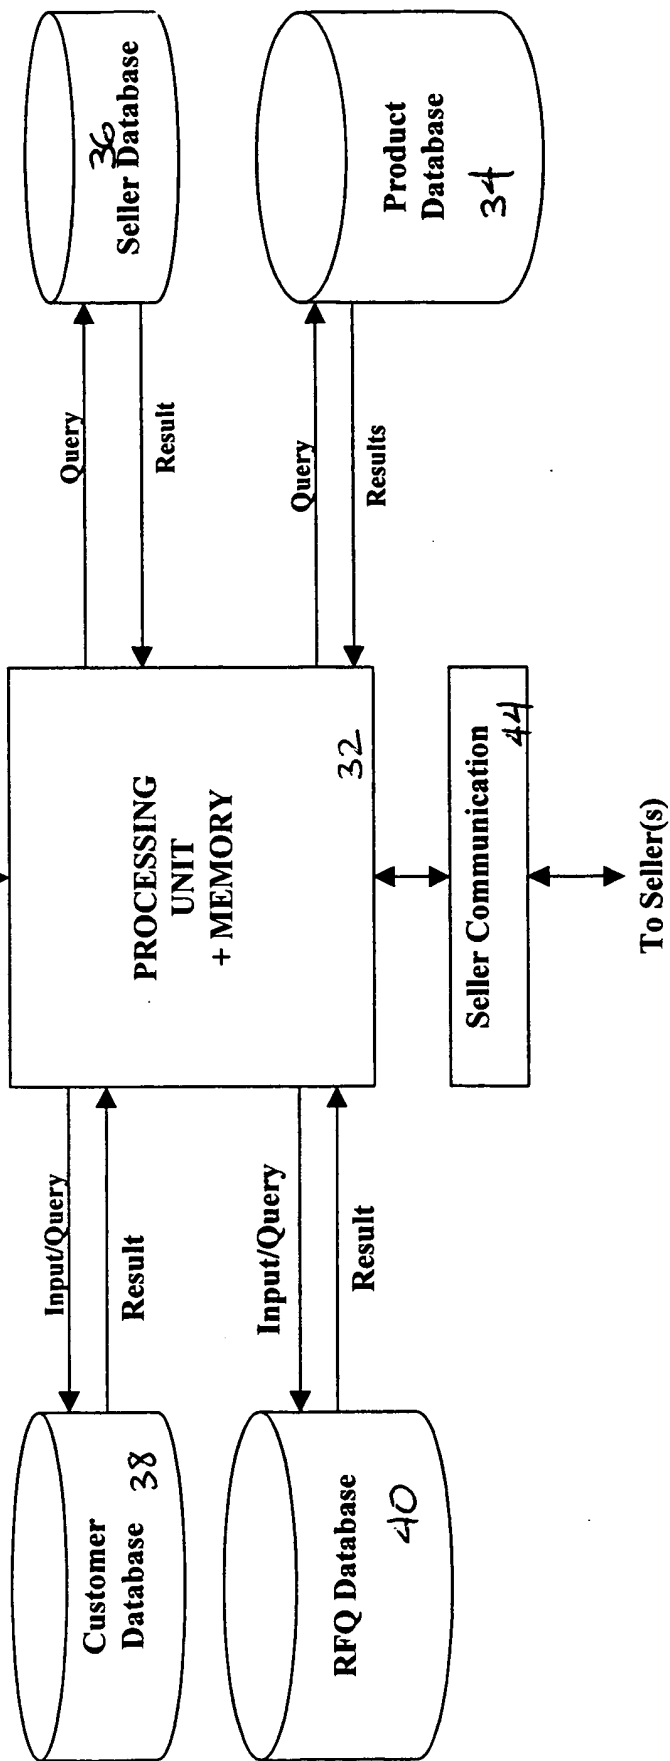 Customer
Database 38
Input/Query
Result
RFQ Database
40
Input/Query
Result
PROCESSING
UNIT
+ MEMORY
32
Seller Communication
44
To Seller(s)
Query
Result
36
Seller Database
Query
Results
Product
Database
34